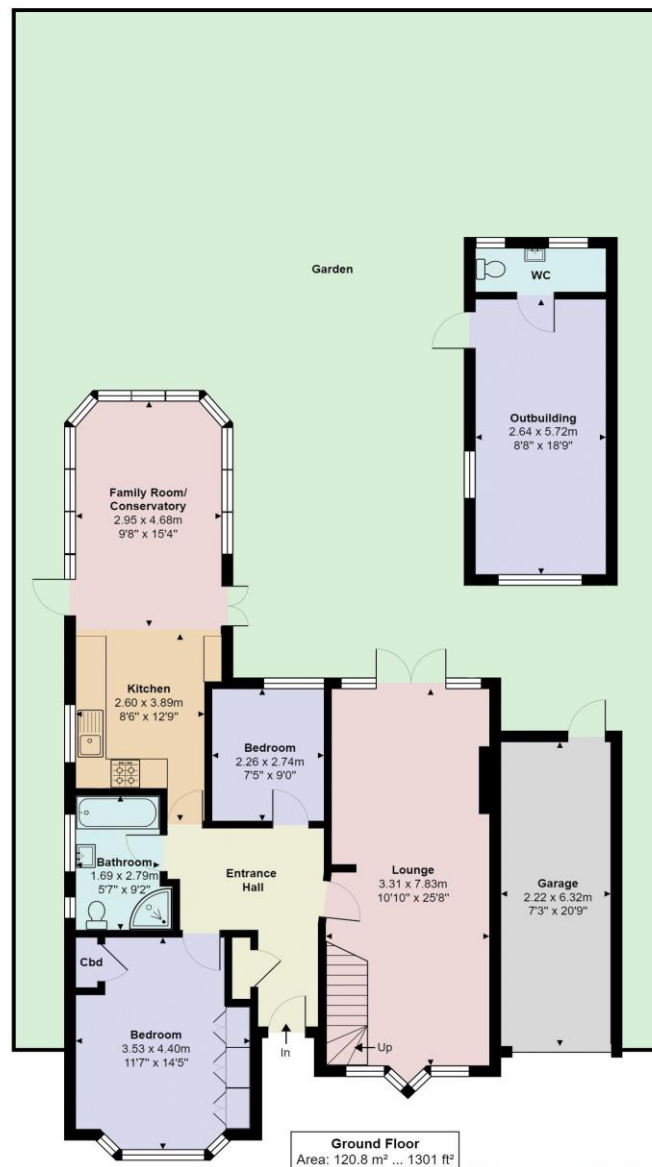 Garden
WC
Outbuilding
2.64 x 5.72m
8'8" x 18'9"
Family Room/
Conservatory
2.95 x 4.68m
9'8" x 15'4"
Kitchen
2.60 x 3.89m
8'6" x 12'9"
Bedroom
2.26 x 2.74m
7'5" x 9'0"
Bathroom
1.69 x 2.79m
5'7" x 9'2"
Entrance
Hall
Lounge
3.31 x 7.83m
10'10" x 25'8"
Garage
2.22 x 6.32m
7'3" x 20'9"
Cbd
Bedroom
3.53 x 4.40m
11'7" x 14'5"
In
Up
Ground Floor
Area: 120.8 m² ... 1301 ft²